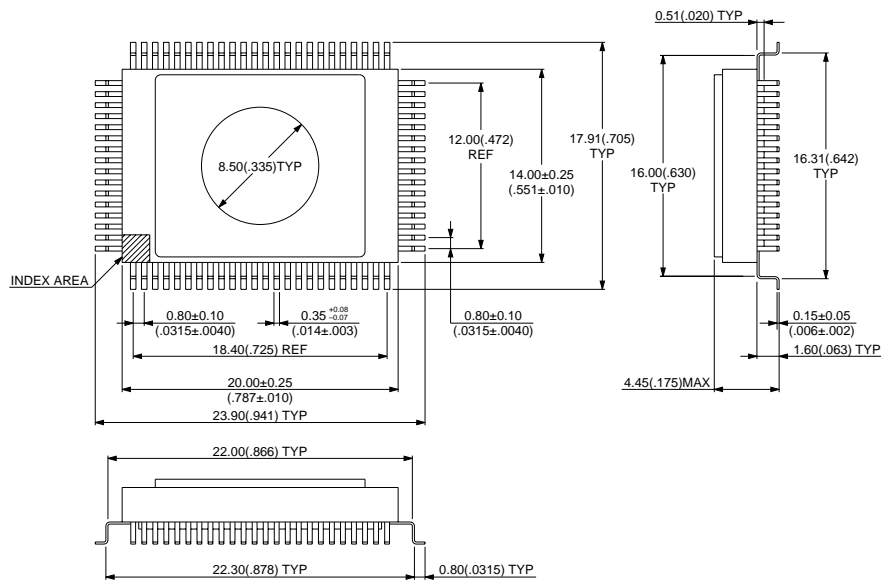 0.51(.020) TYP
8.50(.335)TYP
12.00(.472)
REF
17.91(.705)
TYP
14.00±0.25
(.551±.010)
16.00(.630)
TYP
16.31(.642)
TYP
INDEX AREA
0.80±0.10
(.0315±.0040)
0.35 +0.08
−0.07
(.014±.003)
0.80±0.10
(.0315±.0040)
0.15±0.05
(.006±.002)
18.40(.725) REF
1.60(.063) TYP
20.00±0.25
(.787±.010)
4.45(.175)MAX
23.90(.941) TYP
22.00(.866) TYP
22.30(.878) TYP
0.80(.0315) TYP